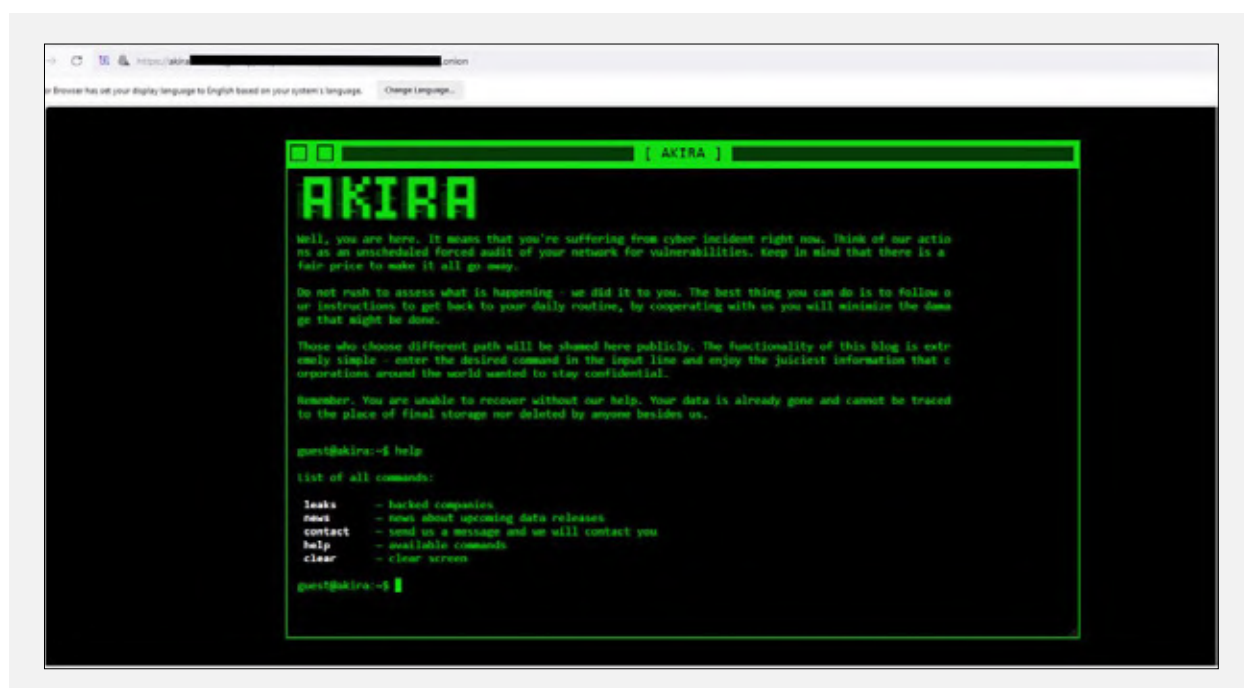 https://akira .onion
r Browser has set your display language to English based on your system's language. Change Language...
[ AKIRA ]
AKIRA
Well, you are here. It means that you're suffering from cyber incident right now. Think of our actio
ns as an unscheduled forced audit of your network for vulnerabilities. Keep in mind that there is a
fair price to make it all go away.
Do not rush to assess what is happening - we did it to you. The best thing you can do is to follow o
ur instructions to get back to your daily routine, by cooperating with us you will minimize the dama
ge that might be done.
Those who choose different path will be shamed here publicly. The functionality of this blog is extr
emely simple - enter the desired command in the input line and enjoy the juiciest information that c
orporations around the world wanted to stay confidential.
Remember. You are unable to recover without our help. Your data is already gone and cannot be traced
to the place of final storage nor deleted by anyone besides us.
guest@akira:~$ help
List of all commands:
leaks - hacked companies
news - news about upcoming data releases
contact - send us a message and we will contact you
help - available commands
clear - clear screen
guest@akira:~$